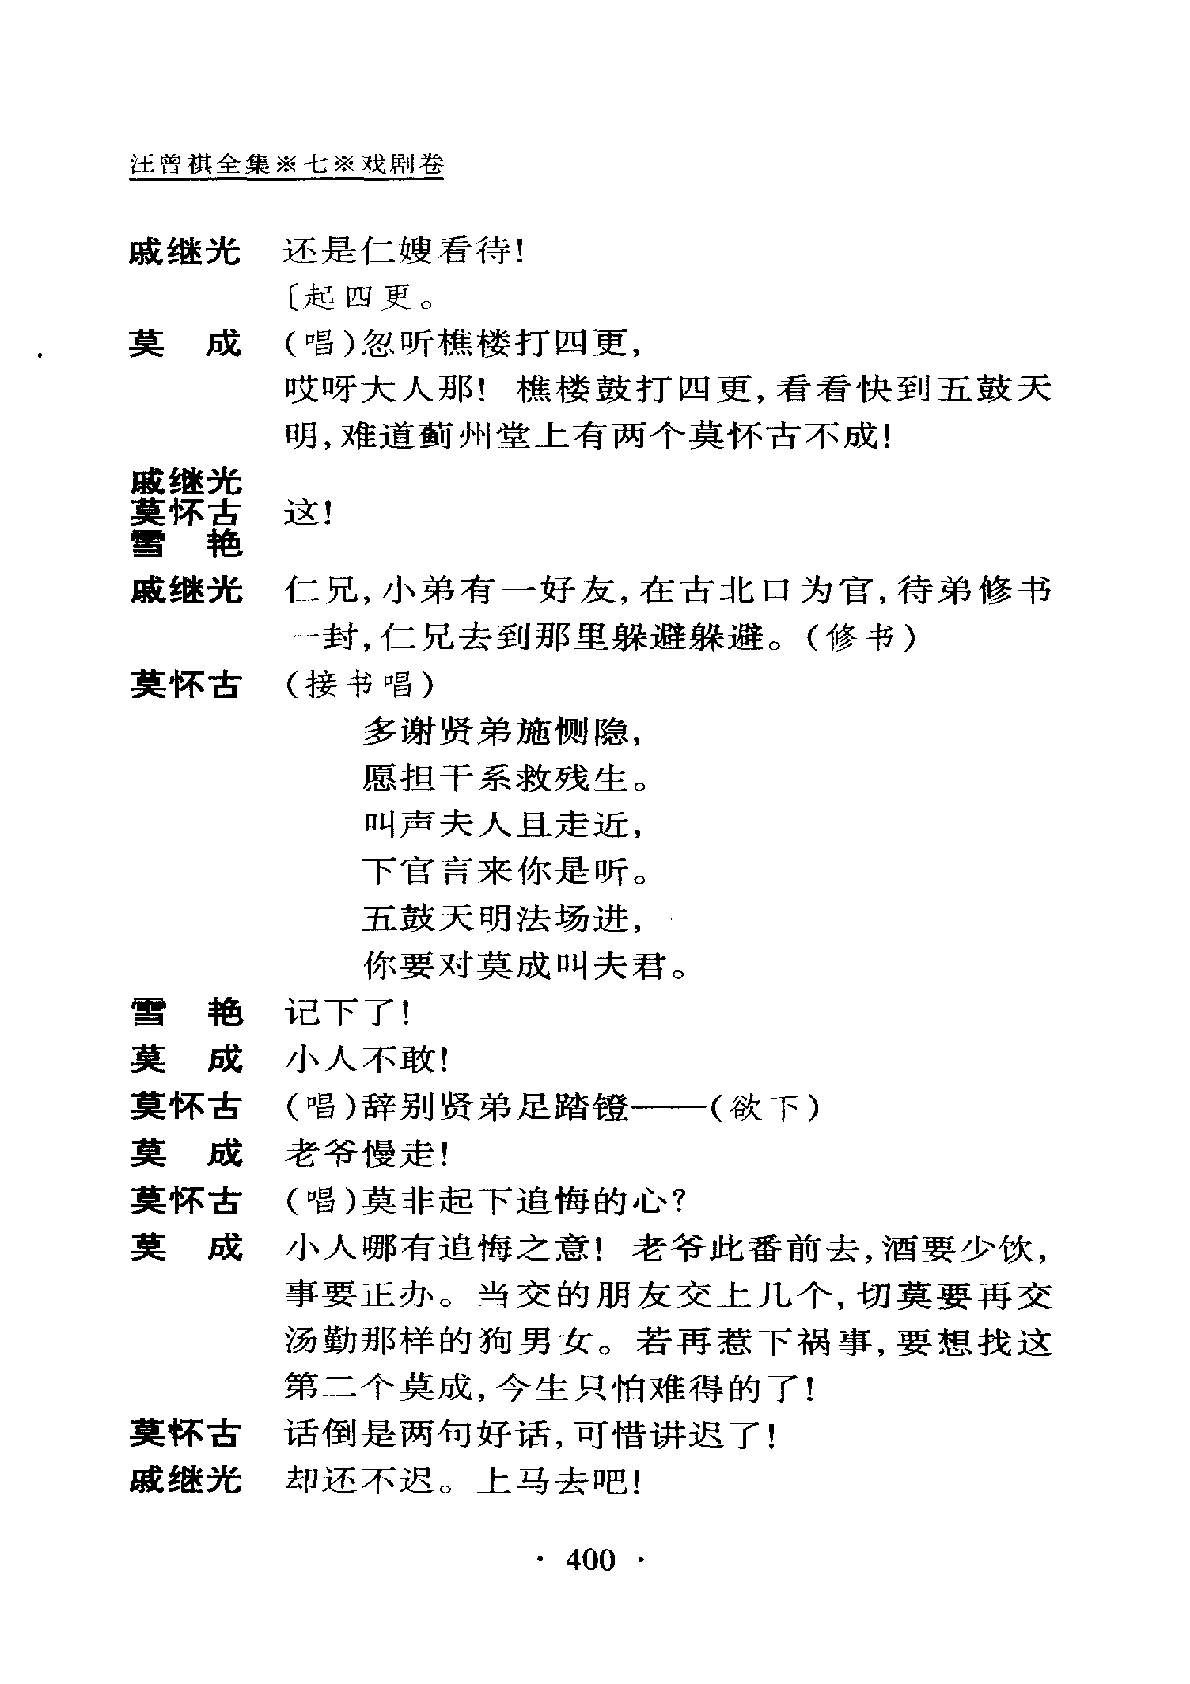 汪曾祺全集※七※戏剧卷
戚继光 还是仁嫂看待!
〔起四更。
莫 成 (唱)忽听樵楼打四更,
哎呀大人那! 樵楼鼓打四更,看看快到五鼓天
明,难道蓟州堂上有两个莫怀古不成!
戚继光
莫怀古 这!
雪 艳
戚继光 仁兄,小弟有一好友,在古北口为官,待弟修书
一封,仁兄去到那里躲避躲避。(修书)
莫怀古 (接书唱)
多谢贤弟施恻隐,
愿担干系救残生。
叫声夫人且走近,
下官言来你是听。
五鼓天明法场进,
你要对莫成叫夫君。
雪 艳 记下了!
莫 成 小人不敢!
莫怀古 (唱)辞别贤弟足踏镫——(欲下)
莫 成 老爷慢走!
莫怀古 (唱)莫非起下追悔的心?
莫 成 小人哪有追悔之意! 老爷此番前去,酒要少饮,
事要正办。当交的朋友交上几个,切莫要再交
汤勤那样的狗男女。若再惹下祸事,要想找这
第二个莫成,今生只怕难得的了!
莫怀古 话倒是两句好话,可惜讲迟了!
戚继光 却还不迟。上马去吧!
· 400 ·